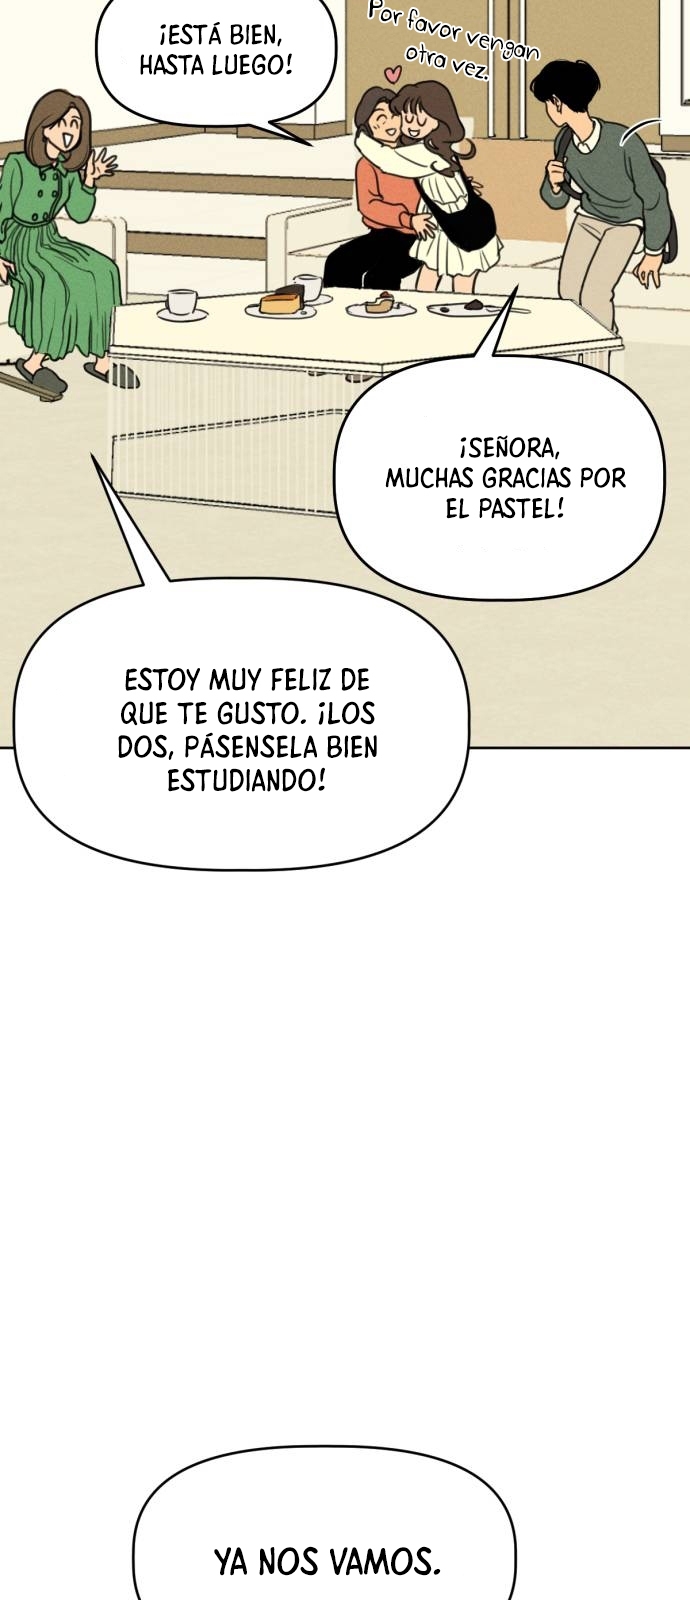 ¡ESTÁ BIEN,
HASTA LUEGO!
Por favor vengan
otra vez.
¡SEÑORA,
MUCHAS GRACIAS POR
EL PASTEL!
ESTOY MUY FELIZ DE
QUE TE GUSTO. ¡LOS
DOS, PÁSENSELA BIEN
ESTUDIANDO!
YA NOS VAMOS.